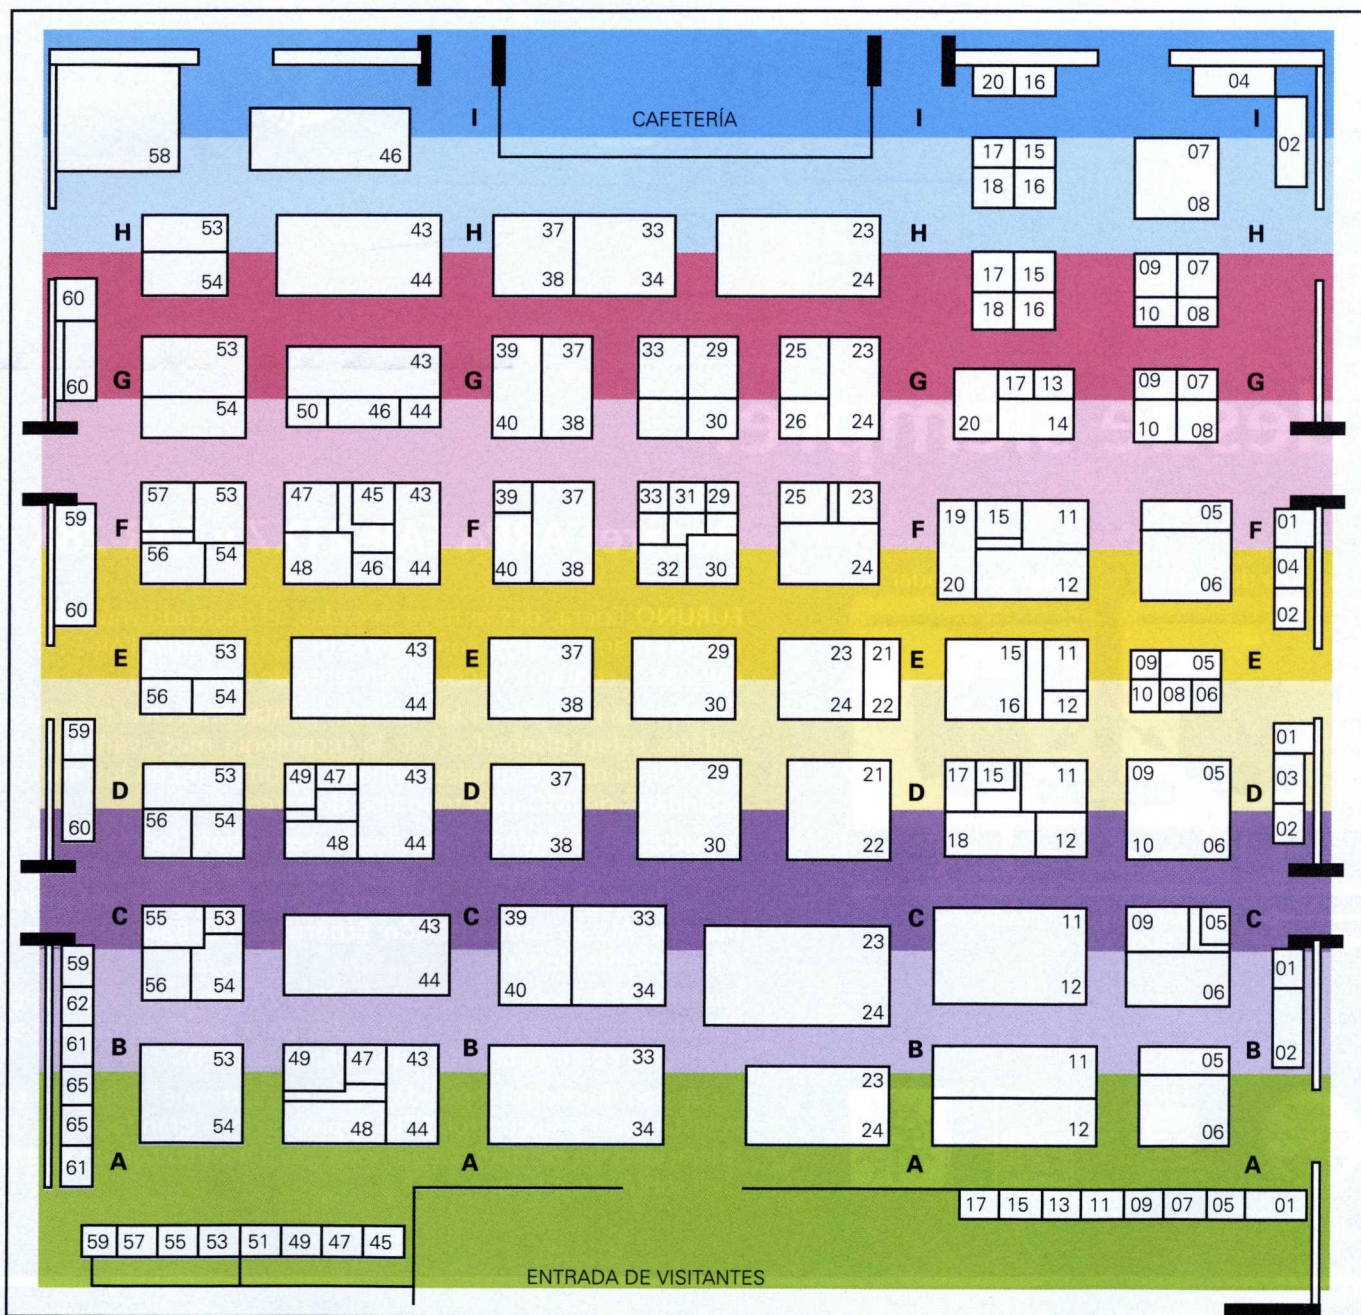 20 16 04
I CAFETERÍA I I
58 46 17 15 07 02
18 16 08
H 53 43 H 37 33 23 H H
54 44 38 34 24 17 15 09 07
60 18 16 10 08
60 53 43 39 37 33 29 25 23
G G G 17 13 09 07 G
54 50 46 44 40 38 30 26 24 20 14 10 08
57 53 47 45 43 39 37 33 31 29 25 23
59 F F F 19 15 11 05 F 01
56 54 48 46 44 40 38 32 30 24 20 12 06 04
60 02
E 53 43 E 37 29 23 21 E 15 11 09 05 E
56 54 44 38 30 24 22 16 12 10 08 06
59 01
D 53 49 47 43 D 37 29 21 D 17 15 11 09 05 D 03
60 56 54 48 44 38 30 22 18 12 10 06 02
C 55 53 43 C 39 33 23 C 11 09 05 C
59 56 54 44 40 34 24 12 06 01
62
61 B 53 49 47 43 B 33 23 B 11 05 B 02
65
65 54 48 44 34 24 12 06
61 A A A A
17 15 13 11 09 07 05 01
59 57 55 53 51 49 47 45
ENTRADA DE VISITANTES